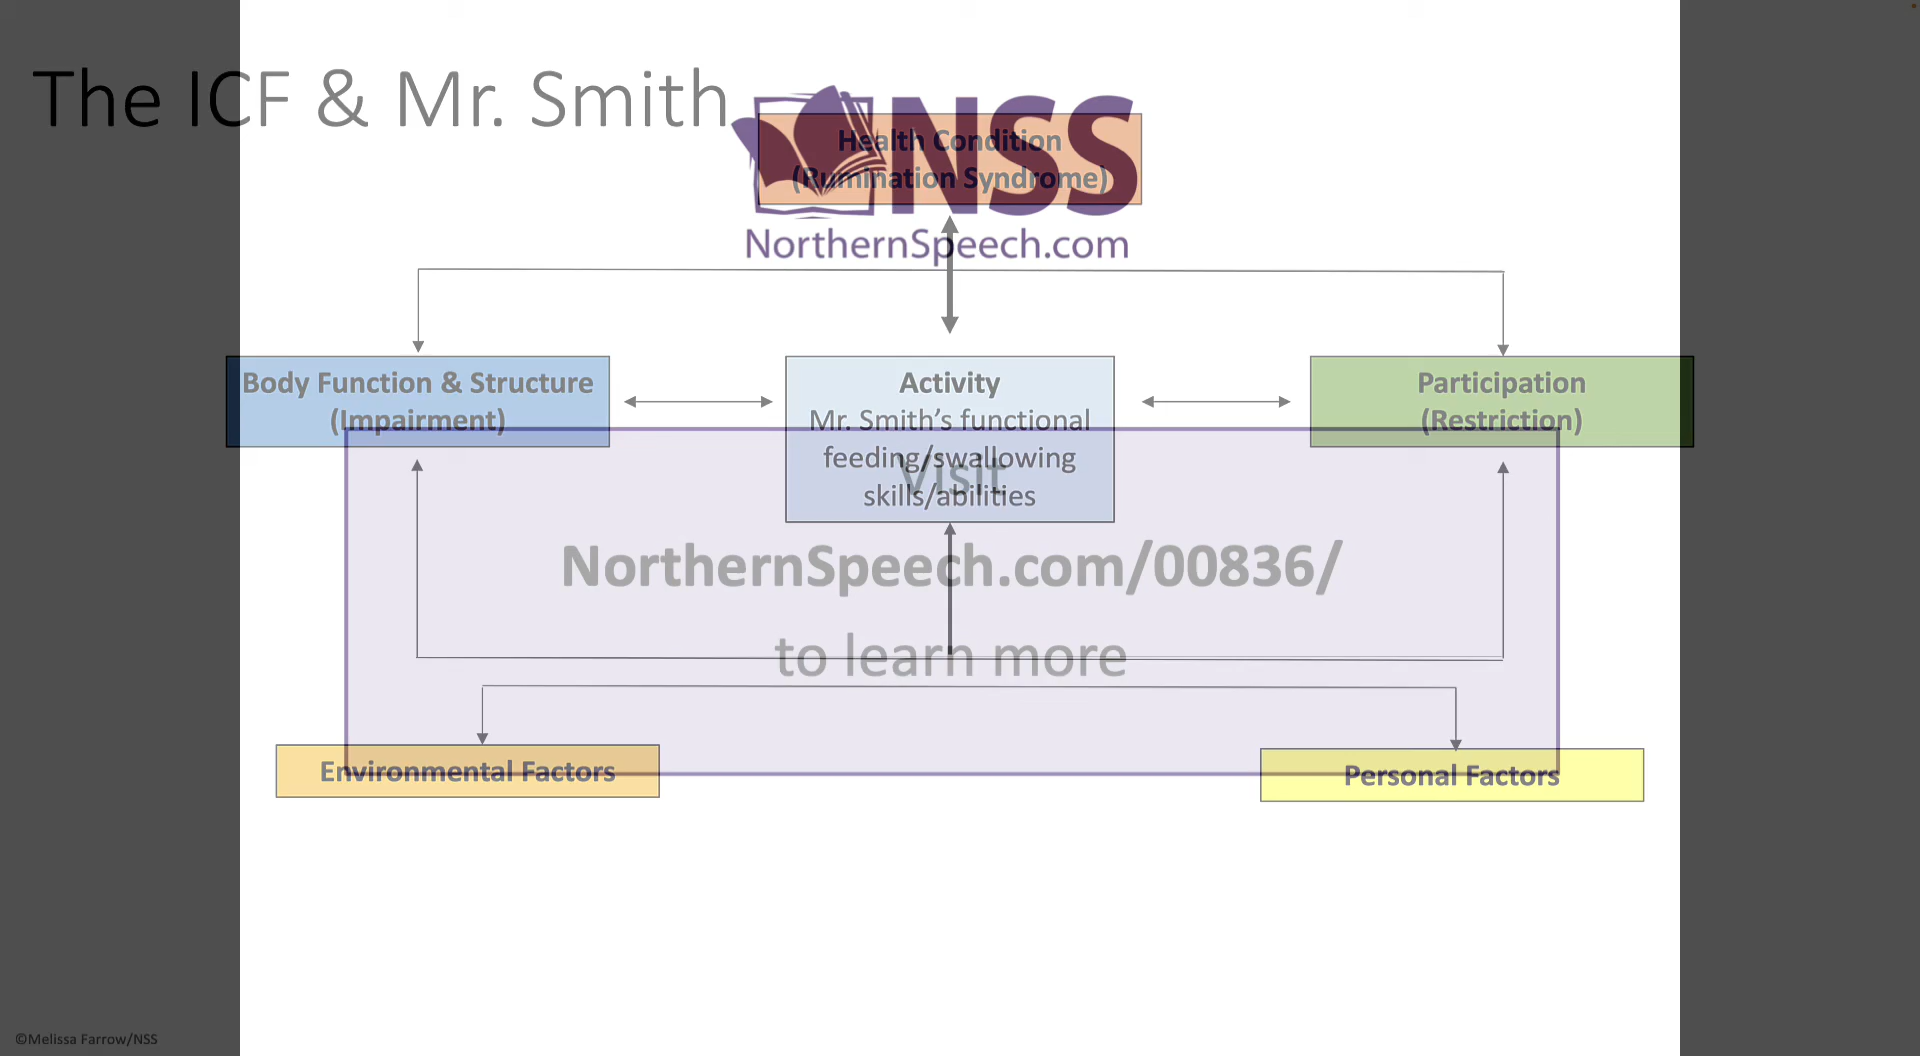 The ICF & Mr. Smith
NSS
NorthernSpeech.com
Health Condition
(Rumination Syndrome)
Body Function & Structure
(Impairment)
Activity
Mr. Smith’s functional
feeding/swallowing
skills/abilities
Participation
(Restriction)
Visit
NorthernSpeech.com/00836/
to learn more
Environmental Factors
Personal Factors
©Melissa Farrow/NSS